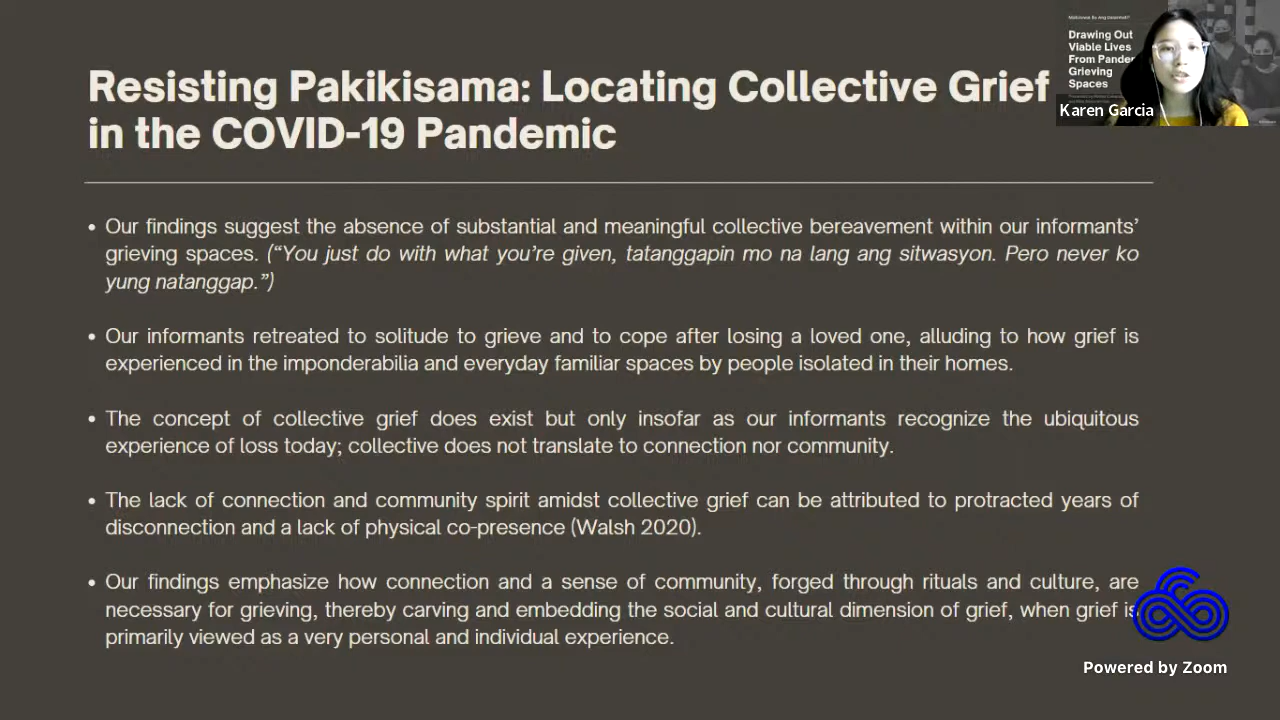 Resisting Pakikisama: Locating Collective Grief
in the COVID-19 Pandemic
• Our findings suggest the absence of substantial and meaningful collective bereavement within our informants’
grieving spaces. (“You just do with what you’re given, tatanggapin mo na lang ang sitwasyon. Pero never ko
yung natanggap.”)
• Our informants retreated to solitude to grieve and to cope after losing a loved one, alluding to how grief is
experienced in the imponderabilia and everyday familiar spaces by people isolated in their homes.
• The concept of collective grief does exist but only insofar as our informants recognize the ubiquitous
experience of loss today; collective does not translate to connection nor community.
• The lack of connection and community spirit amidst collective grief can be attributed to protracted years of
disconnection and a lack of physical co-presence (Walsh 2020).
• Our findings emphasize how connection and a sense of community, forged through rituals and culture, are
necessary for grieving, thereby carving and embedding the social and cultural dimension of grief, when grief is
primarily viewed as a very personal and individual experience.
Drawing Out
Viable Lives
From
Grieving
Spaces
Karen Garcia
Powered by Zoom